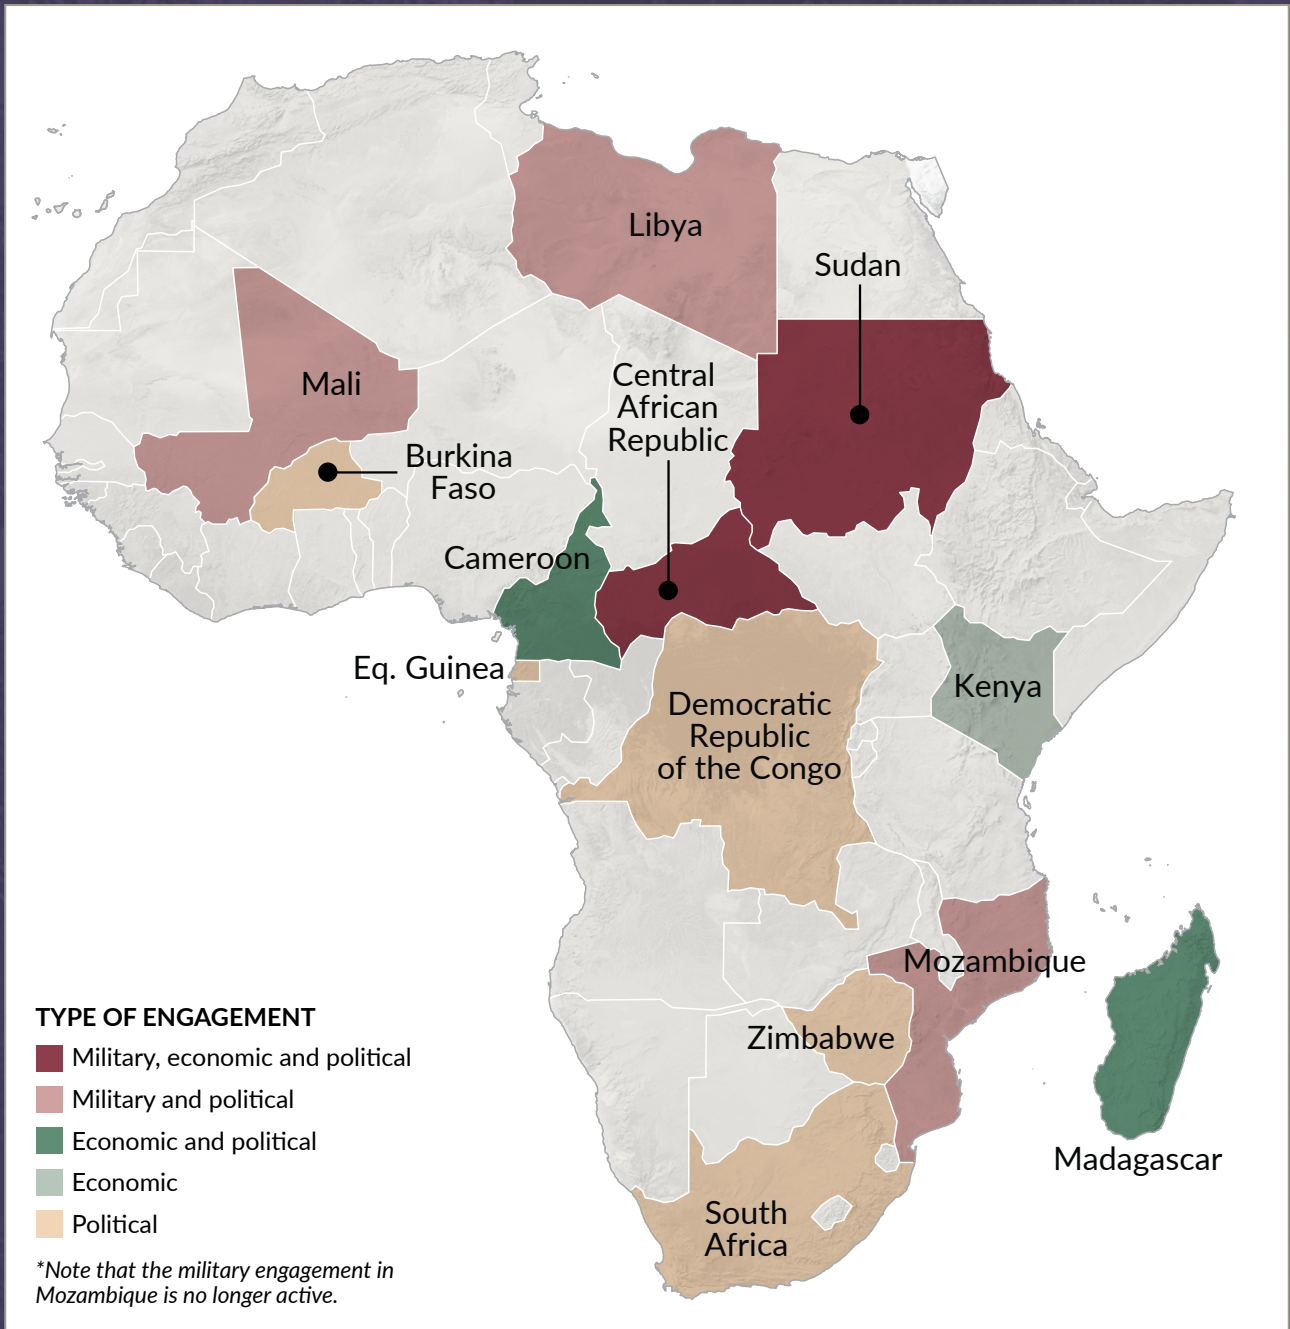 Libya
Sudan
Mali
Central
African
Republic
Burkina
Faso
Cameroon
Eq. Guinea
Kenya
Democratic
Republic
of the Congo
Mozambique
Zimbabwe
Madagascar
South
Africa
TYPE OF ENGAGEMENT
Military, economic and political
Military and political
Economic and political
Economic
Political
*Note that the military engagement in
Mozambique is no longer active.